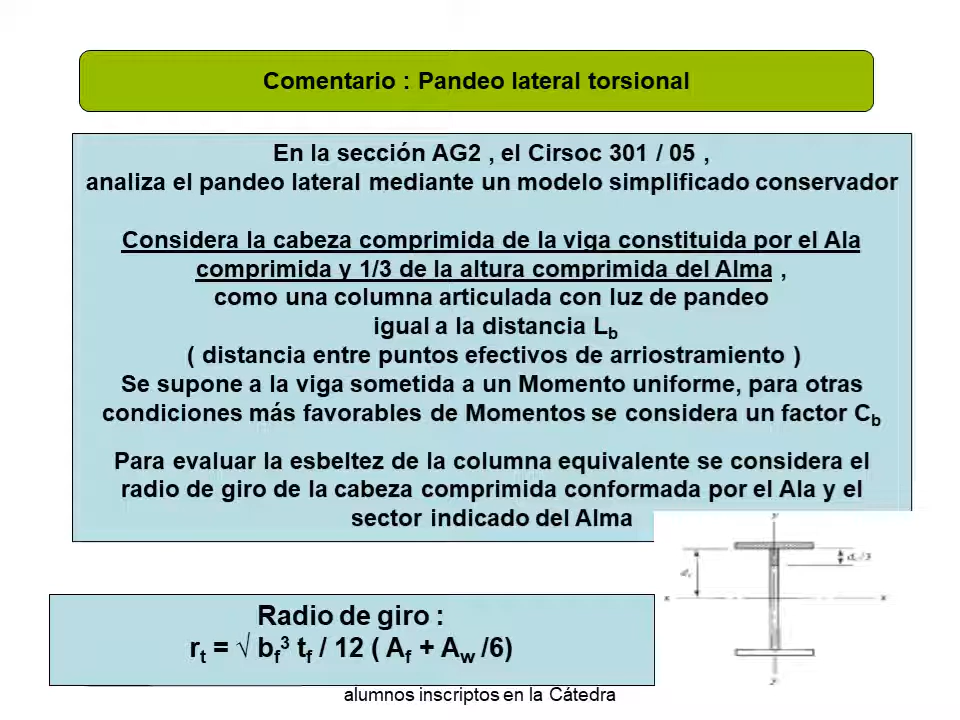 Comentario : Pandeo lateral torsional
En la sección AG2 , el Cirsoc 301 / 05 ,
analiza el pandeo lateral mediante un modelo simplificado conservador
Considera la cabeza comprimida de la viga constituida por el Ala
comprimida y 1/3 de la altura comprimida del Alma ,
como una columna articulada con luz de pandeo
igual a la distancia Lb
( distancia entre puntos efectivos de arriostramiento )
Se supone a la viga sometida a un Momento uniforme, para otras
condiciones más favorables de Momentos se considera un factor Cb
Para evaluar la esbeltez de la columna equivalente se considera el
radio de giro de la cabeza comprimida conformada por el Ala y el
sector indicado del Alma
y
x x
y
Radio de giro :
rt = √ bf³ tf / 12 ( Af + Aw /6)
alumnos inscriptos en la Cátedra